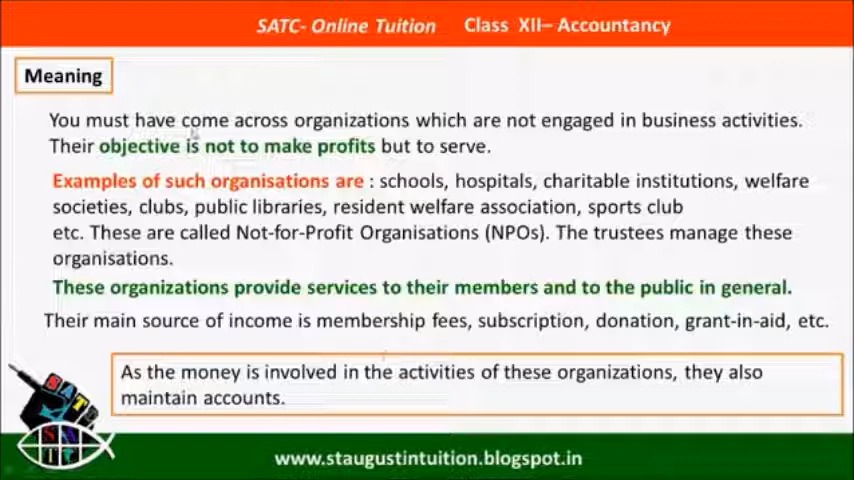 SATC- Online Tuition Class XII– Accountancy
Meaning
You must have come across organizations which are not engaged in business activities.
Their objective is not to make profits but to serve.
Examples of such organisations are : schools, hospitals, charitable institutions, welfare
societies, clubs, public libraries, resident welfare association, sports club
etc. These are called Not-for-Profit Organisations (NPOs). The trustees manage these
organisations.
These organizations provide services to their members and to the public in general.
Their main source of income is membership fees, subscription, donation, grant-in-aid, etc.
As the money is involved in the activities of these organizations, they also
maintain accounts.
SATC
S A
T
www.staugustintuition.blogspot.in